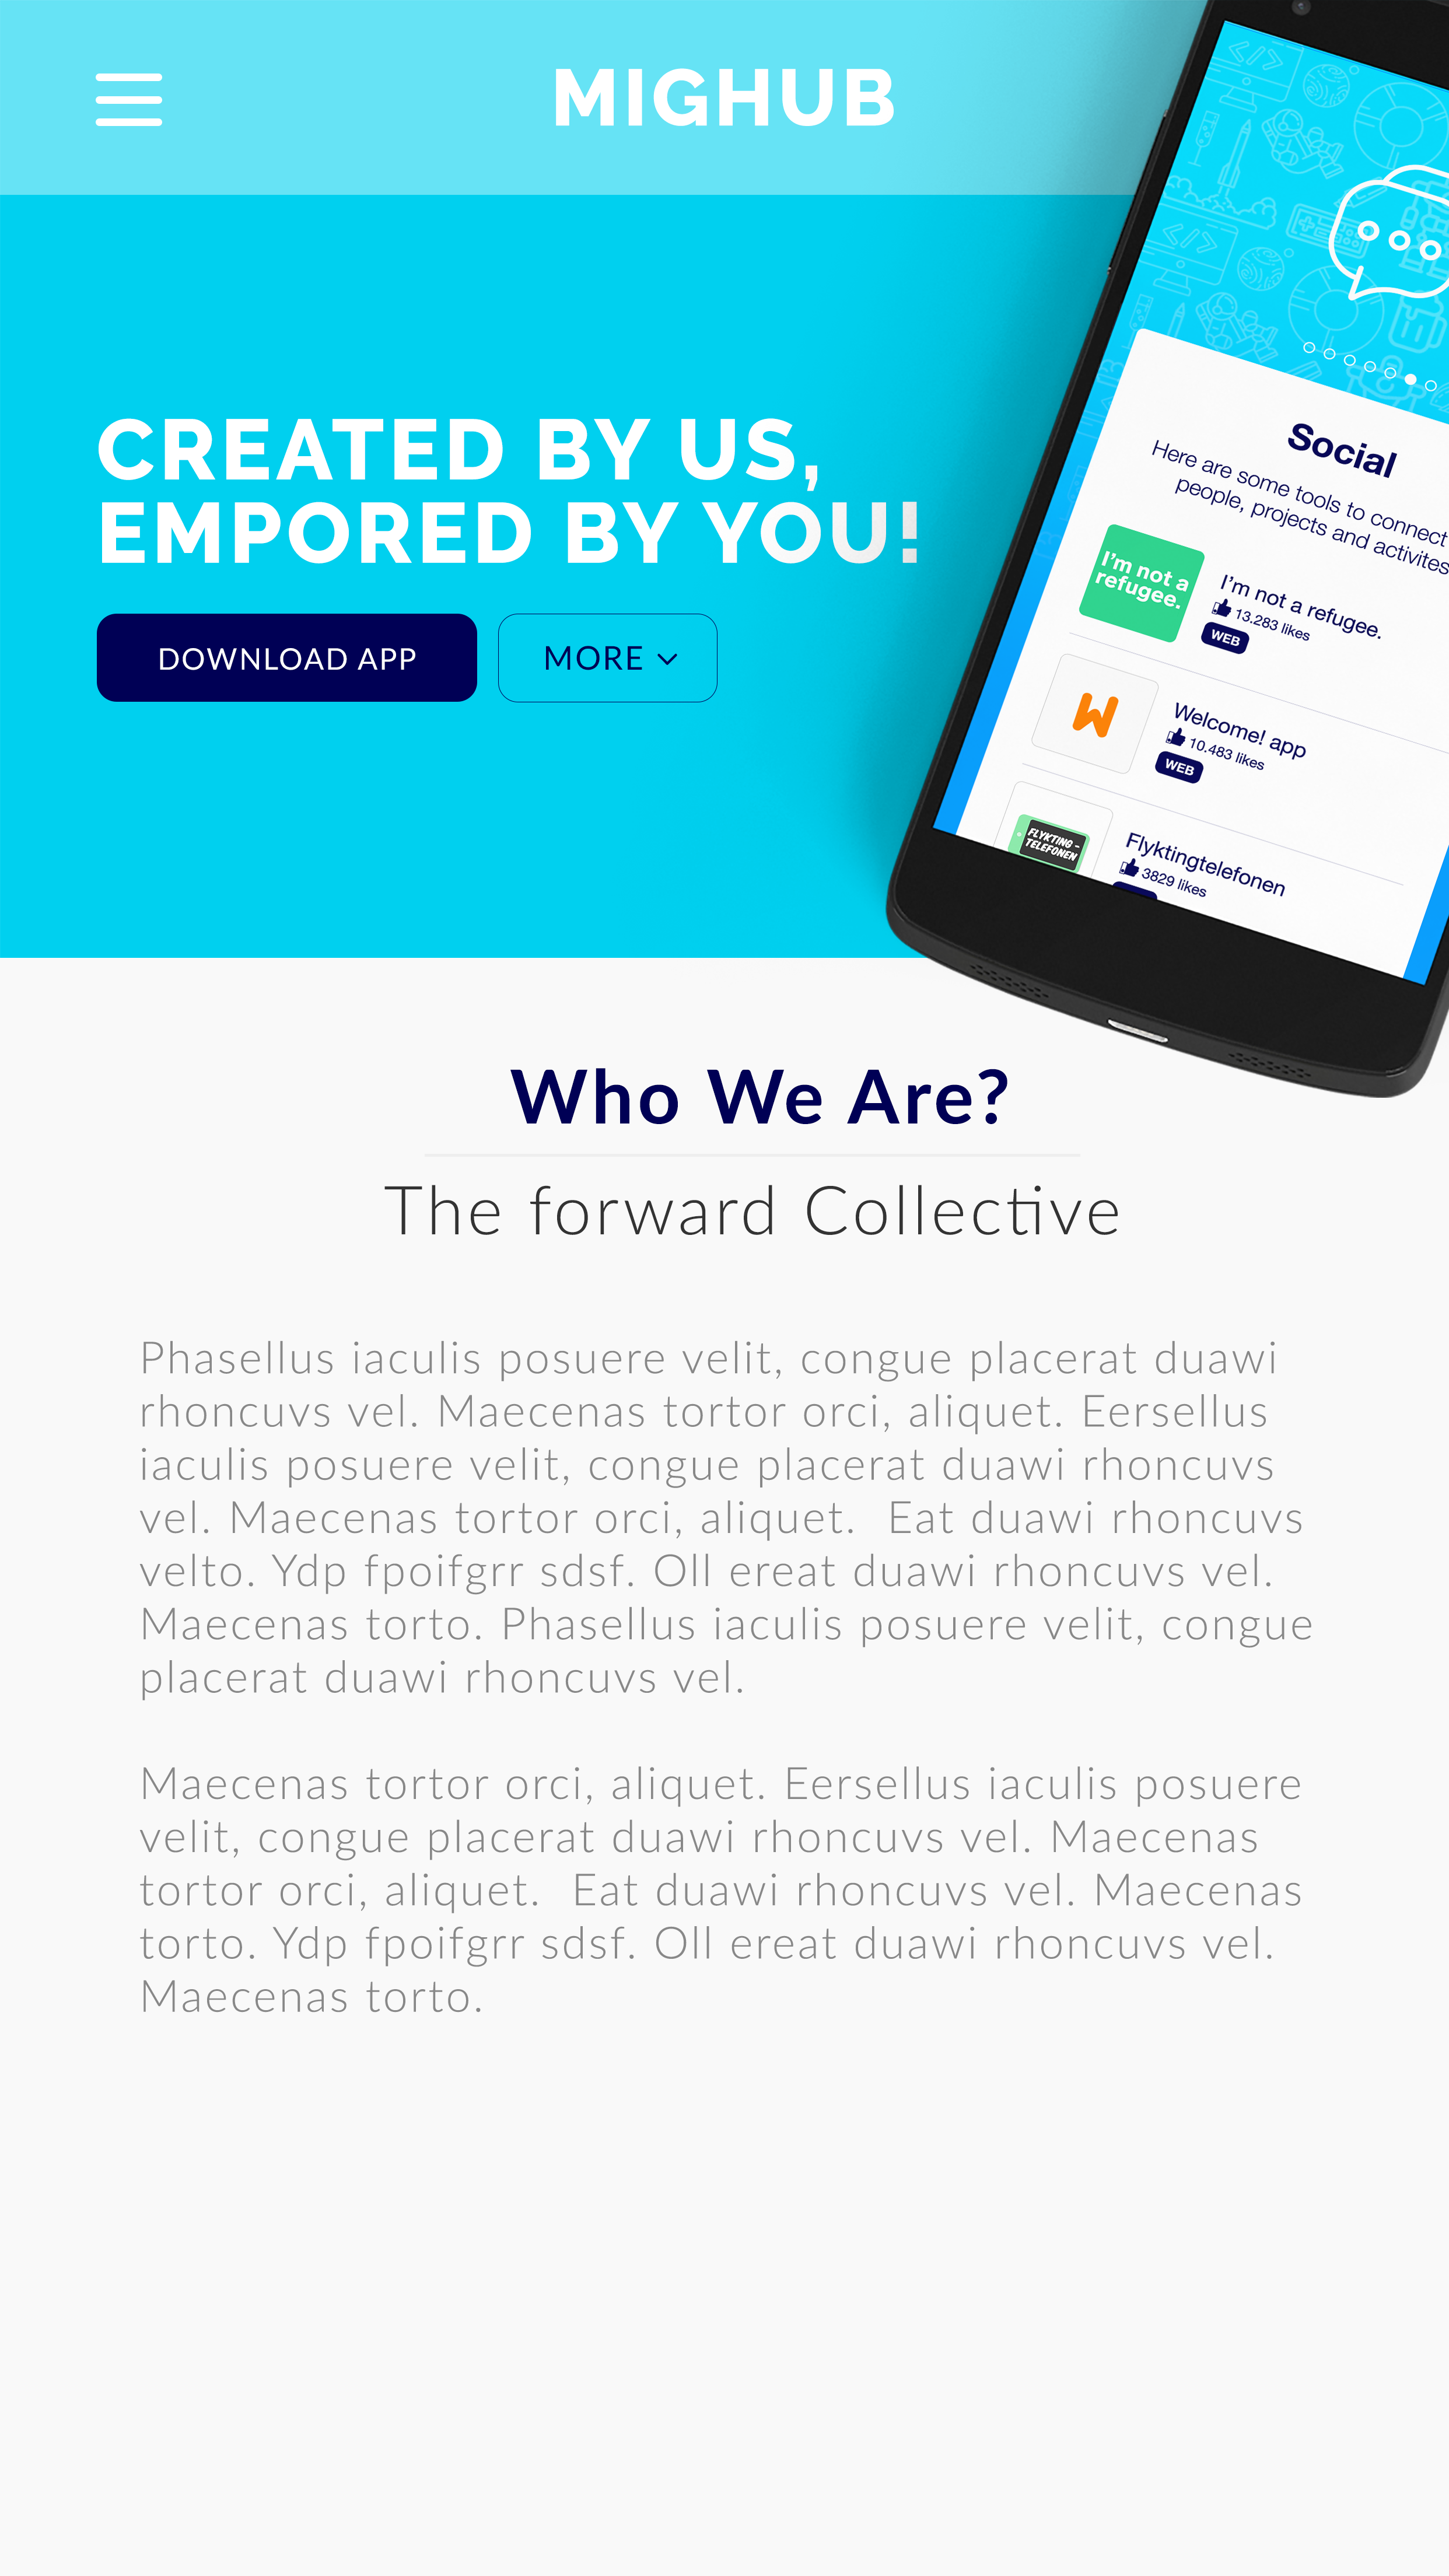 MIGHUB
CREATED BY US,
EMPORED BY YOU!
DOWNLOAD APP
MORE
Social
Here are some tools to connect
people, projects and activites
I'm not a
refugee.
I'm not a refugee.
13.283 likes
WEB
Welcome! app
10.483 likes
WEB
FLYKTING -
TELEFONEN
Flyktingtelefonen
3829 likes
Who We Are?
The forward Collective
Phasellus iaculis posuere velit, congue placerat duawi
rhoncuvs vel. Maecenas tortor orci, aliquet. Eersellus
iaculis posuere velit, congue placerat duawi rhoncuvs
vel. Maecenas tortor orci, aliquet.  Eat duawi rhoncuvs
velto. Ydp fpoifgrr sdsf. Oll ereat duawi rhoncuvs vel.
Maecenas torto. Phasellus iaculis posuere velit, congue
placerat duawi rhoncuvs vel.
Maecenas tortor orci, aliquet. Eersellus iaculis posuere
velit, congue placerat duawi rhoncuvs vel. Maecenas
tortor orci, aliquet.  Eat duawi rhoncuvs vel. Maecenas
torto. Ydp fpoifgrr sdsf. Oll ereat duawi rhoncuvs vel.
Maecenas torto.